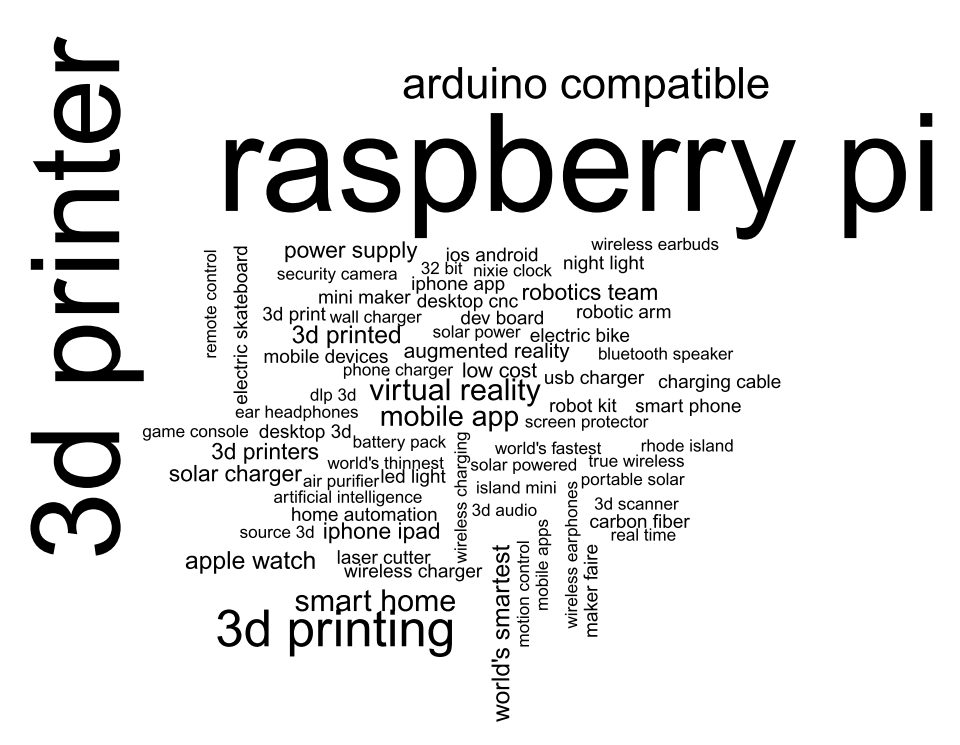 3d printer
arduino compatible
raspberry pi
wireless earbuds
power supply
ios android
remote control
electric skateboard
security camera
32 bit
nixie clock
night light
iphone app
mini maker
desktop cnc
robotics team
3d print
wall charger
dev board
robotic arm
3d printed
solar power
electric bike
mobile devices
augmented reality
bluetooth speaker
phone charger
low cost
usb charger
charging cable
dlp 3d
virtual reality
ear headphones
mobile app
robot kit
smart phone
screen protector
game console
desktop 3d
battery pack
3d printers
world's fastest
rhode island
world's thinnest
solar powered
true wireless
solar charger
air purifier
led light
wireless charging
island mini
portable solar
artificial intelligence
3d audio
3d scanner
home automation
carbon fiber
source 3d
iphone ipad
real time
wireless earphones
mobile apps
apple watch
laser cutter
wireless charger
world's smartest
motion control
maker faire
smart home
3d printing